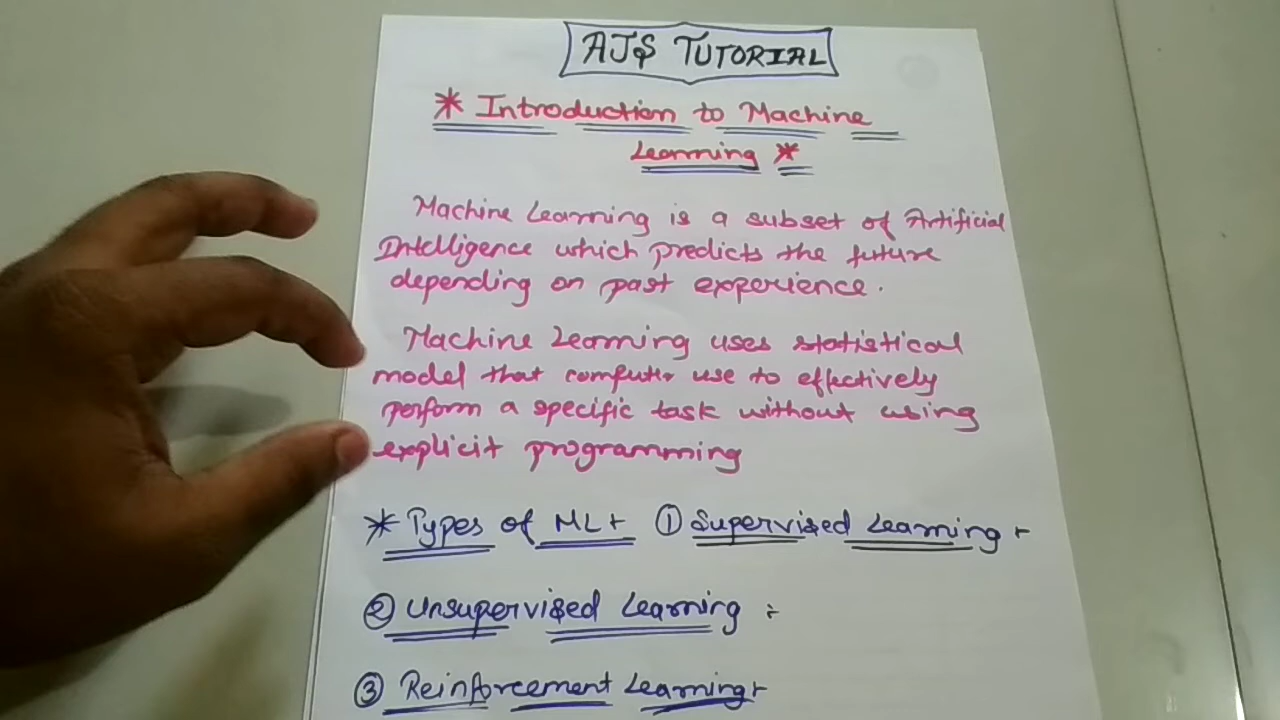 AJS TUTORIAL
* Introduction to Machine
Learning *
Machine Learning is a subset of Artificial
Intelligence which predicts the future
depending on past experience.
Machine Learning uses statistical
model that computer use to effectively
perform a specific task without using
explicit programming
* Types of ML:- ① Supervised Learning :-
② Unsupervised Learning :-
③ Reinforcement Learning :-